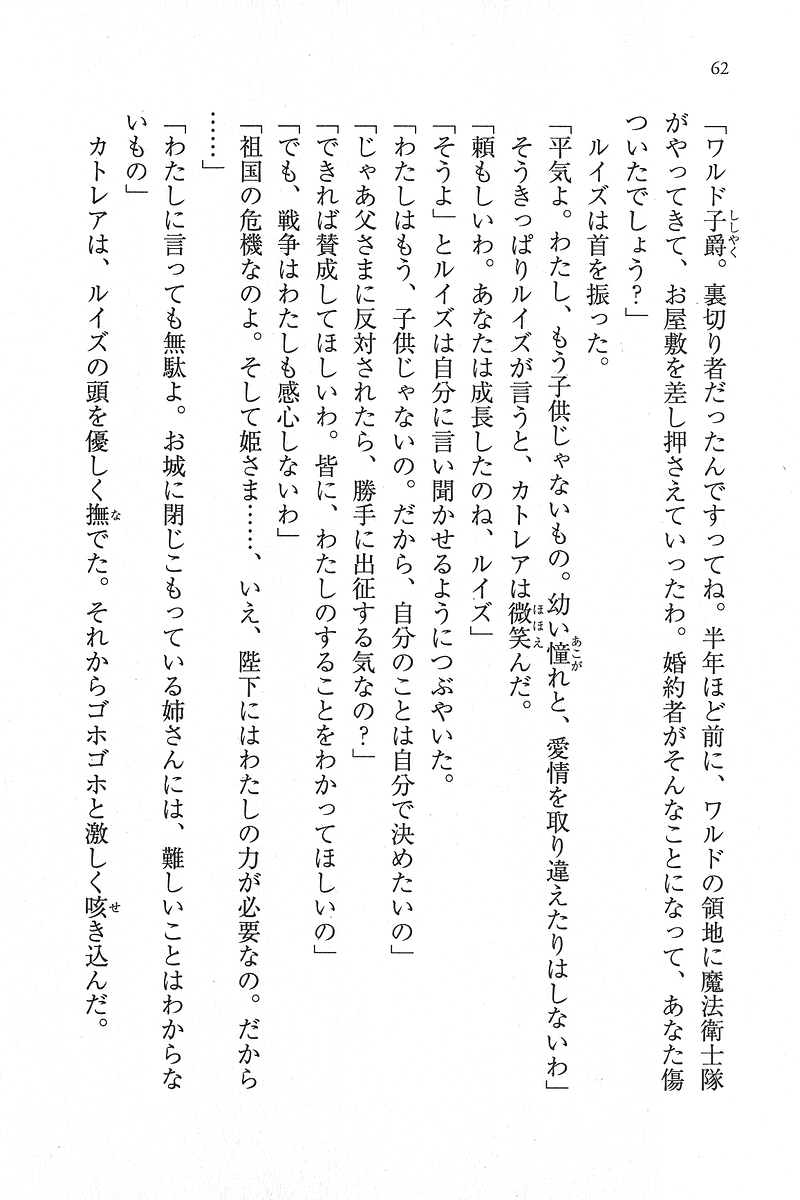 62
「ワルド子爵。裏切り者だったんですってね。半年ほど前に、ワルドの領地に魔法衛士隊
がやってきて、お屋敷を差し押さえていったわ。婚約者がそんなことになって、あなた傷
ついたでしょう?」
ルイズは首を振った。
「平気よ。わたし、もう子供じゃないもの。幼い憧れと、愛情を取り違えたりはしないわ」
そうきっぱりルイズが言うと、カトレアは微笑んだ。
「頼もしいわ。あなたは成長したのね、ルイズ」
「そうよ」とルイズは自分に言い聞かせるようにつぶやいた。
「わたしはもう、子供じゃないの。だから、自分のことは自分で決めたいの」
「じゃあ父さまに反対されたら、勝手に出征する気なの?」
「できれば賛成してほしいわ。皆に、わたしのすることをわかってほしいの」
「でも、戦争はわたしも感心しないわ」
「祖国の危機なのよ。そして姫さま……、いえ、陛下にはわたしの力が必要なの。だから
……」
「わたしに言っても無駄よ。お城に閉じこもっている姉さんには、難しいことはわからな
いもの」
カトレアは、ルイズの頭を優しく撫でた。それからゴホゴホと激しく咳き込んだ。
ししやく
あこが
ほほえ
な
せ